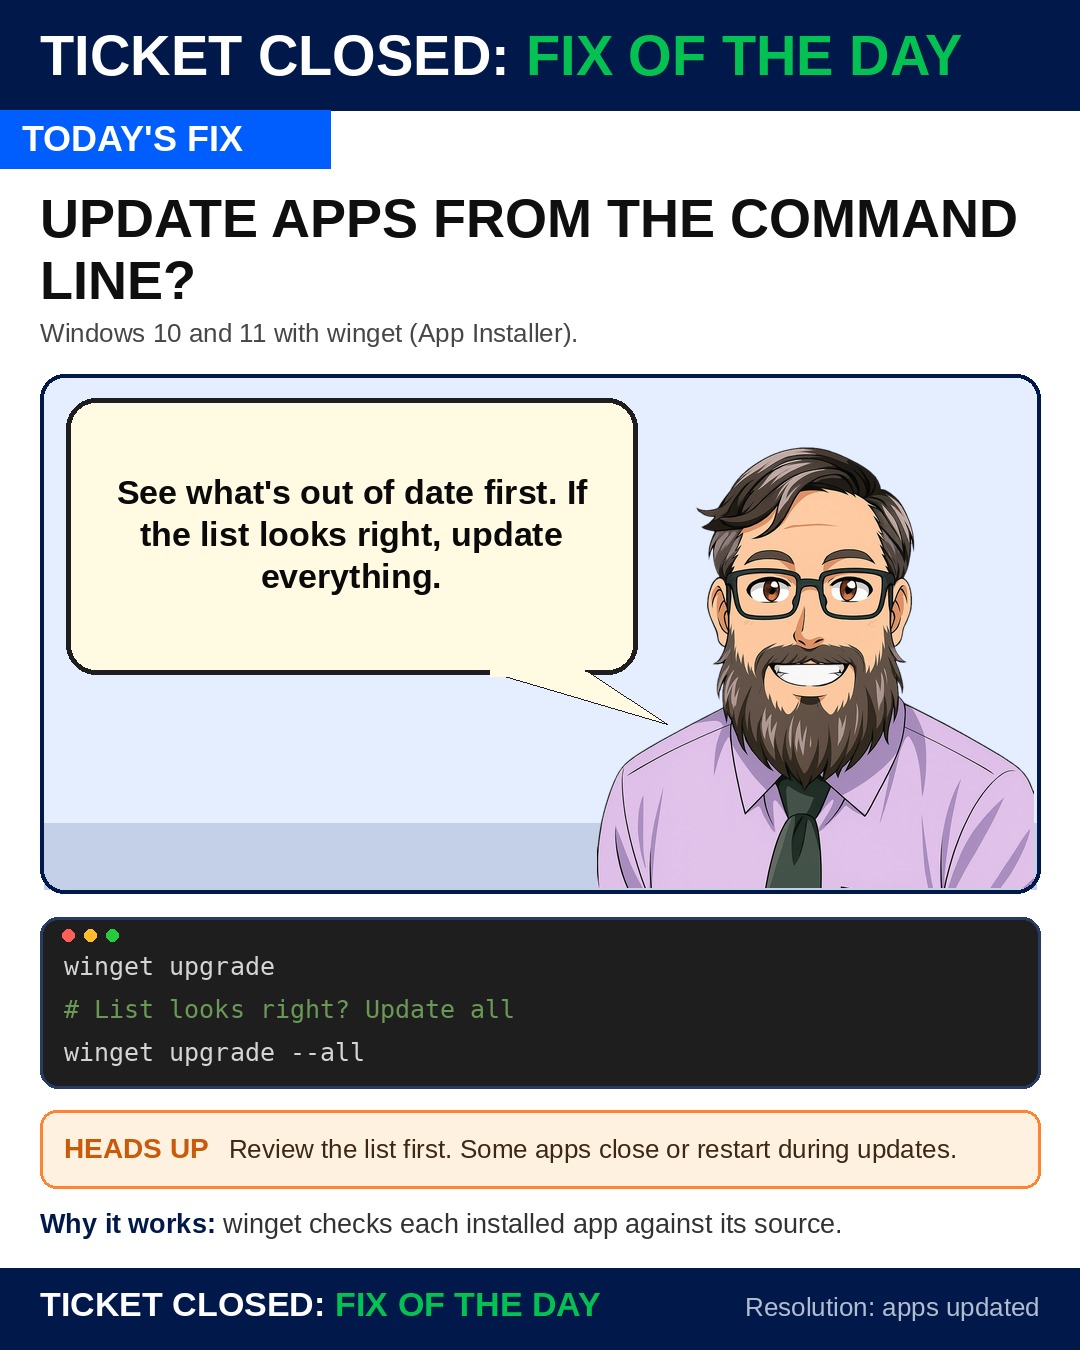 TICKET CLOSED: FIX OF THE DAY
TODAY'S FIX
UPDATE APPS FROM THE COMMAND
LINE?
Windows 10 and 11 with winget (App Installer).
See what's out of date first. If
the list looks right, update
everything.
winget upgrade
# List looks right? Update all
winget upgrade --all
HEADS UP Review the list first. Some apps close or restart during updates.
Why it works: winget checks each installed app against its source.
TICKET CLOSED: FIX OF THE DAY
Resolution: apps updated